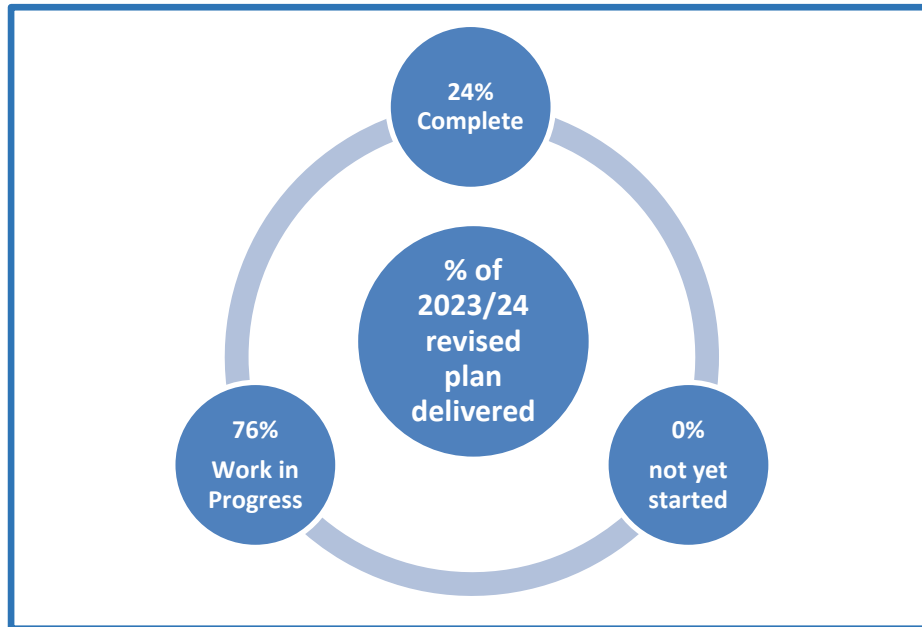 24%
Complete
% of
2023/24
revised
plan
delivered
76%
Work in
Progress
0%
not yet
started